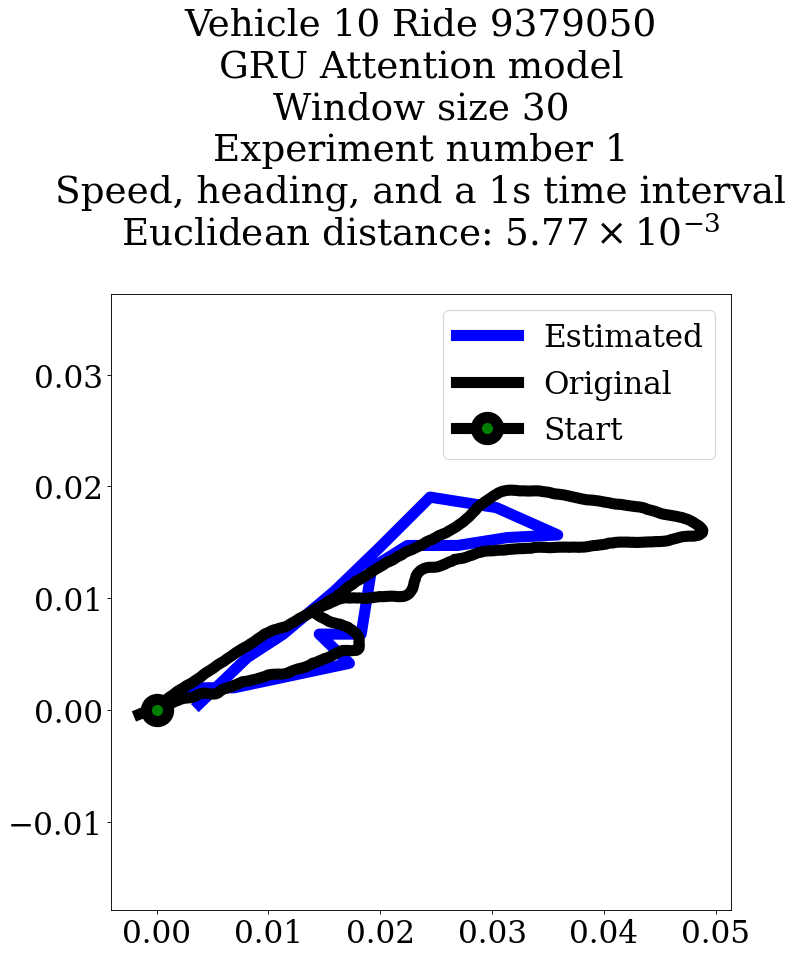 Vehicle 10 Ride 9379050
GRU Attention model
Window size 30
Experiment number 1
Speed, heading, and a 1s time interval
Euclidean distance: 5.77 × 10⁻³
Estimated
Original
Start
0.03
0.02
0.01
0.00
−0.01
0.00 0.01 0.02 0.03 0.04 0.05